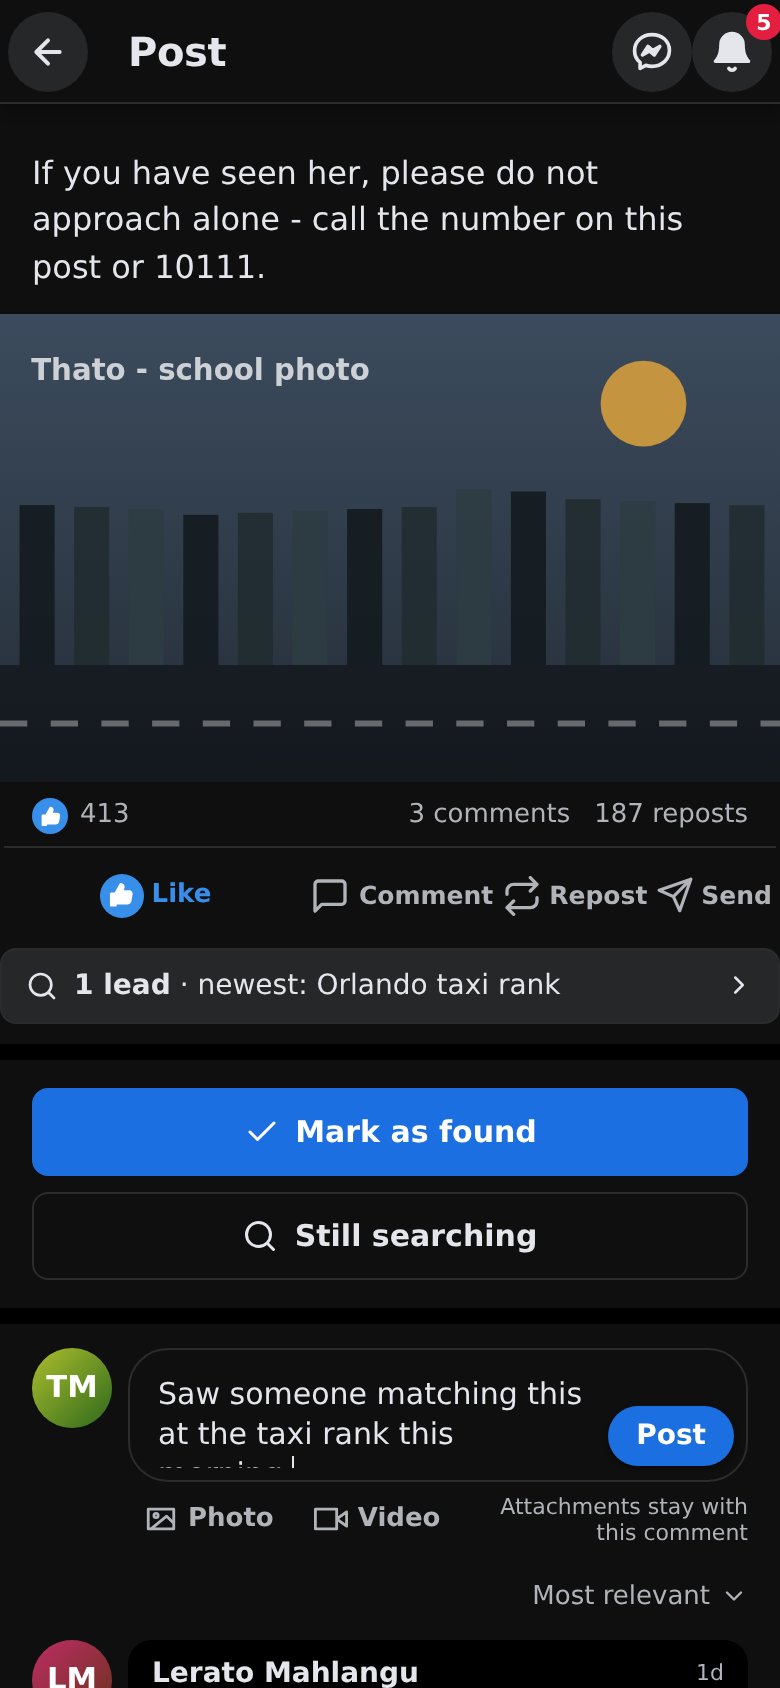 Post
5
If you have seen her, please do not
approach alone - call the number on this
post or 10111.
Thato - school photo
413
3 comments 187 reposts
Like
Comment
Repost
Send
1 lead · newest: Orlando taxi rank
Mark as found
Still searching
TM
Saw someone matching this
at the taxi rank this
Post
Photo
Video
Attachments stay with
this comment
Most relevant
LM
Lerato Mahlangu
1d